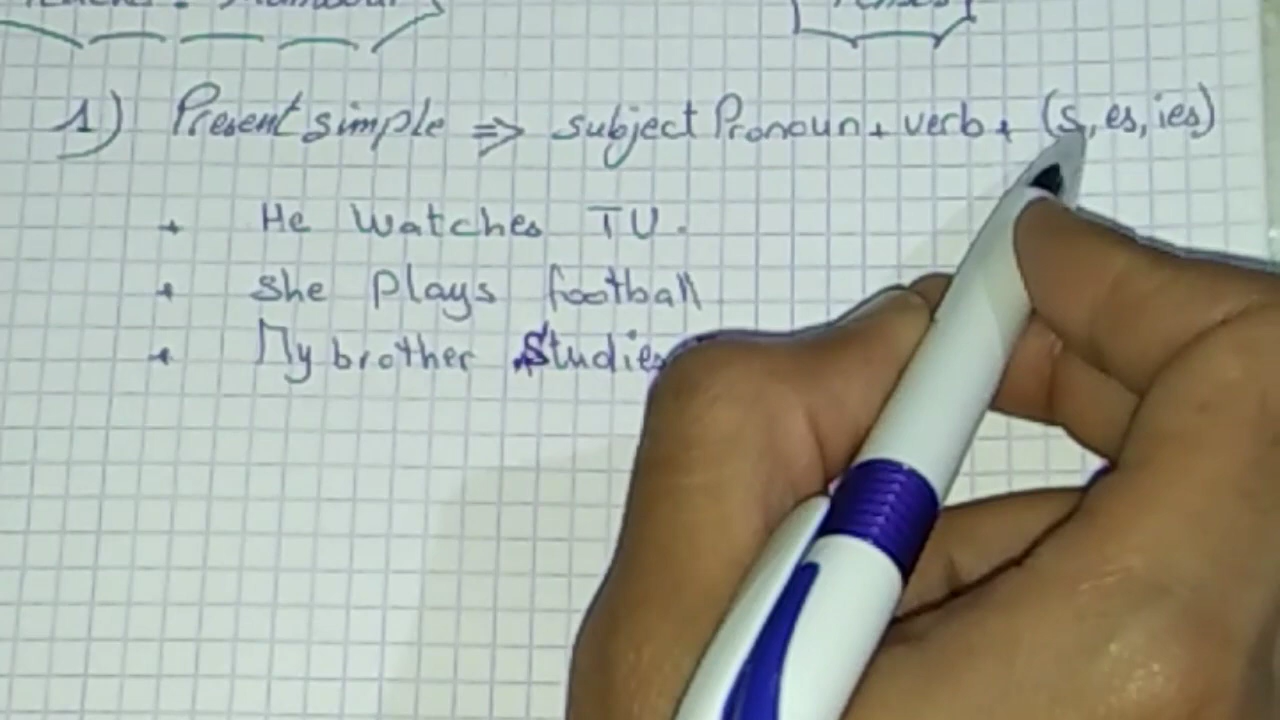 1) Present simple => subject Pronoun + verb + (s, es, ies)
+ He watches TV.
+ she plays football
+ My brother Studies